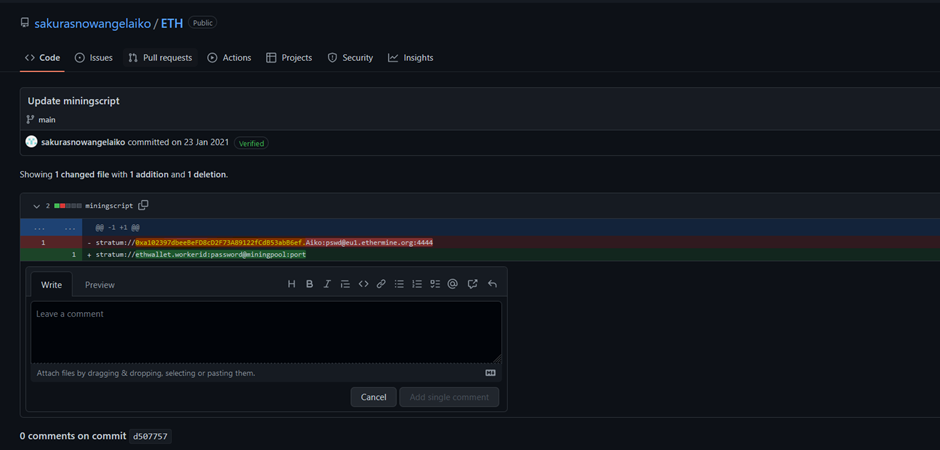 sakurasnowangelaiko / ETH Public
Code Issues Pull requests Actions Projects Security Insights
Update miningscript
main
sakurasnowangelaiko committed on 23 Jan 2021 Verified
Showing 1 changed file with 1 addition and 1 deletion.
2 miningscript
... ... @@ -1 +1 @@
1 - stratum://0xa102397dbeeBeFD8cD2F73A89122fCdB53abB6ef.Aiko:pswd@eu1.ethermine.org:4444
1 + stratum://ethwallet.workerid:password@miningpool:port
Write Preview
Leave a comment
Attach files by dragging & dropping, selecting or pasting them.
Cancel Add single comment
0 comments on commit d507757